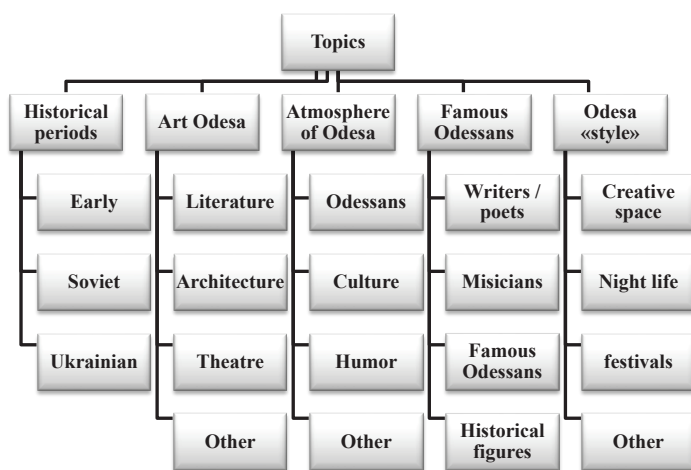 Topics
Historical
periods
Art Odesa
Atmosphere
of Odesa
Famous
Odessans
Odesa
«style»
Early
Literature
Odessans
Writers /
poets
Creative
space
Soviet
Architecture
Culture
Misicians
Night life
Ukrainian
Theatre
Humor
Famous
Odessans
festivals
Other
Other
Historical
figures
Other